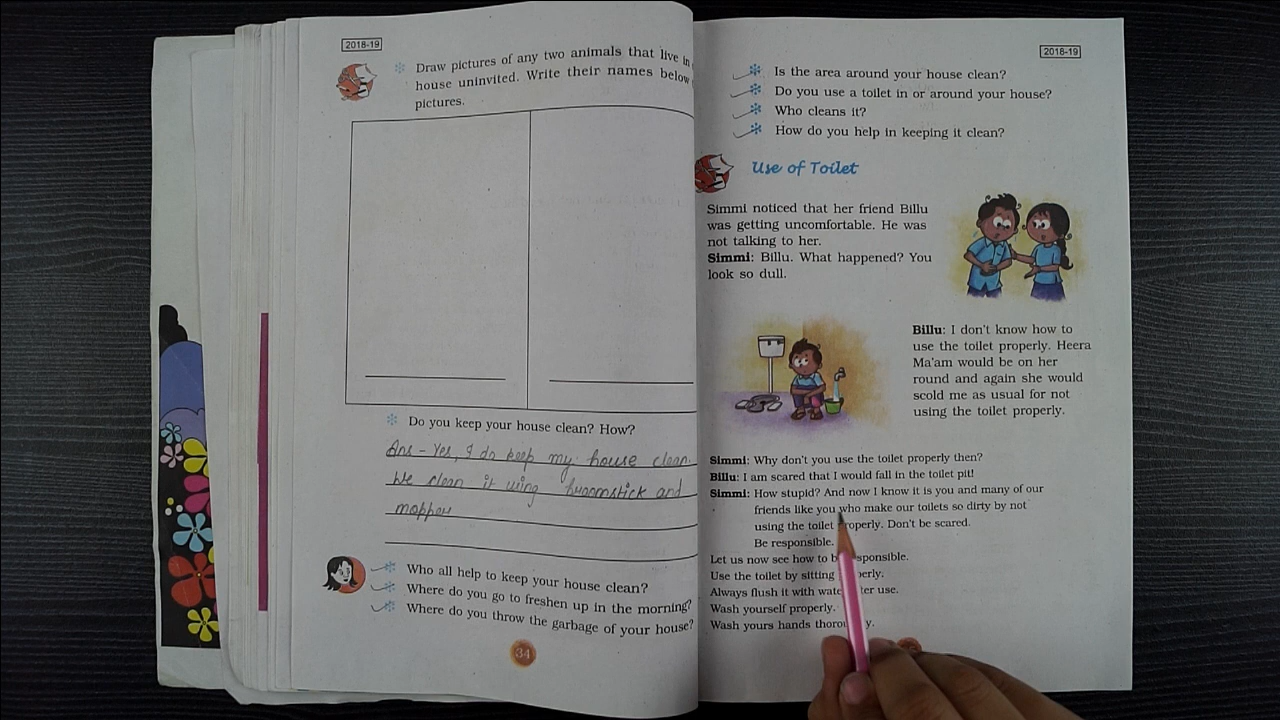 2018-19
Draw pictures of any two animals that live in
house uninvited. Write their names below
pictures.
Do you keep your house clean? How?
Ans - Yes, I do keep my house clean.
We clean it using broomstick and
Who all help to keep your house clean?
Where do you go to freshen up in the morning?
Where do you throw the garbage of your house?
34
2018-19
Is the area around your house clean?
Do you use a toilet in or around your house?
Who cleans it?
How do you help in keeping it clean?
Use of Toilet
Simmi noticed that her friend Billu
was getting uncomfortable. He was
not talking to her.
Simmi: Billu. What happened? You
look so dull.
Billu: I don't know how to
use the toilet properly. Heera
Ma'am would be on her
round and again she would
scold me as usual for not
using the toilet properly.
Simmi: Why don't you use the toilet properly then?
Billu: I am scared that I would fall in the toilet pit!
Simmi: How stupid? And now I know it is you and many of our
friends like you who make our toilets so dirty by not
using the toilet properly. Don't be scared.
Be responsible.
Let us now see how to be responsible.
Use the toilet by sitting properly.
Always flush it with water after use.
Wash yourself properly.
Wash yours hands thoroughly.